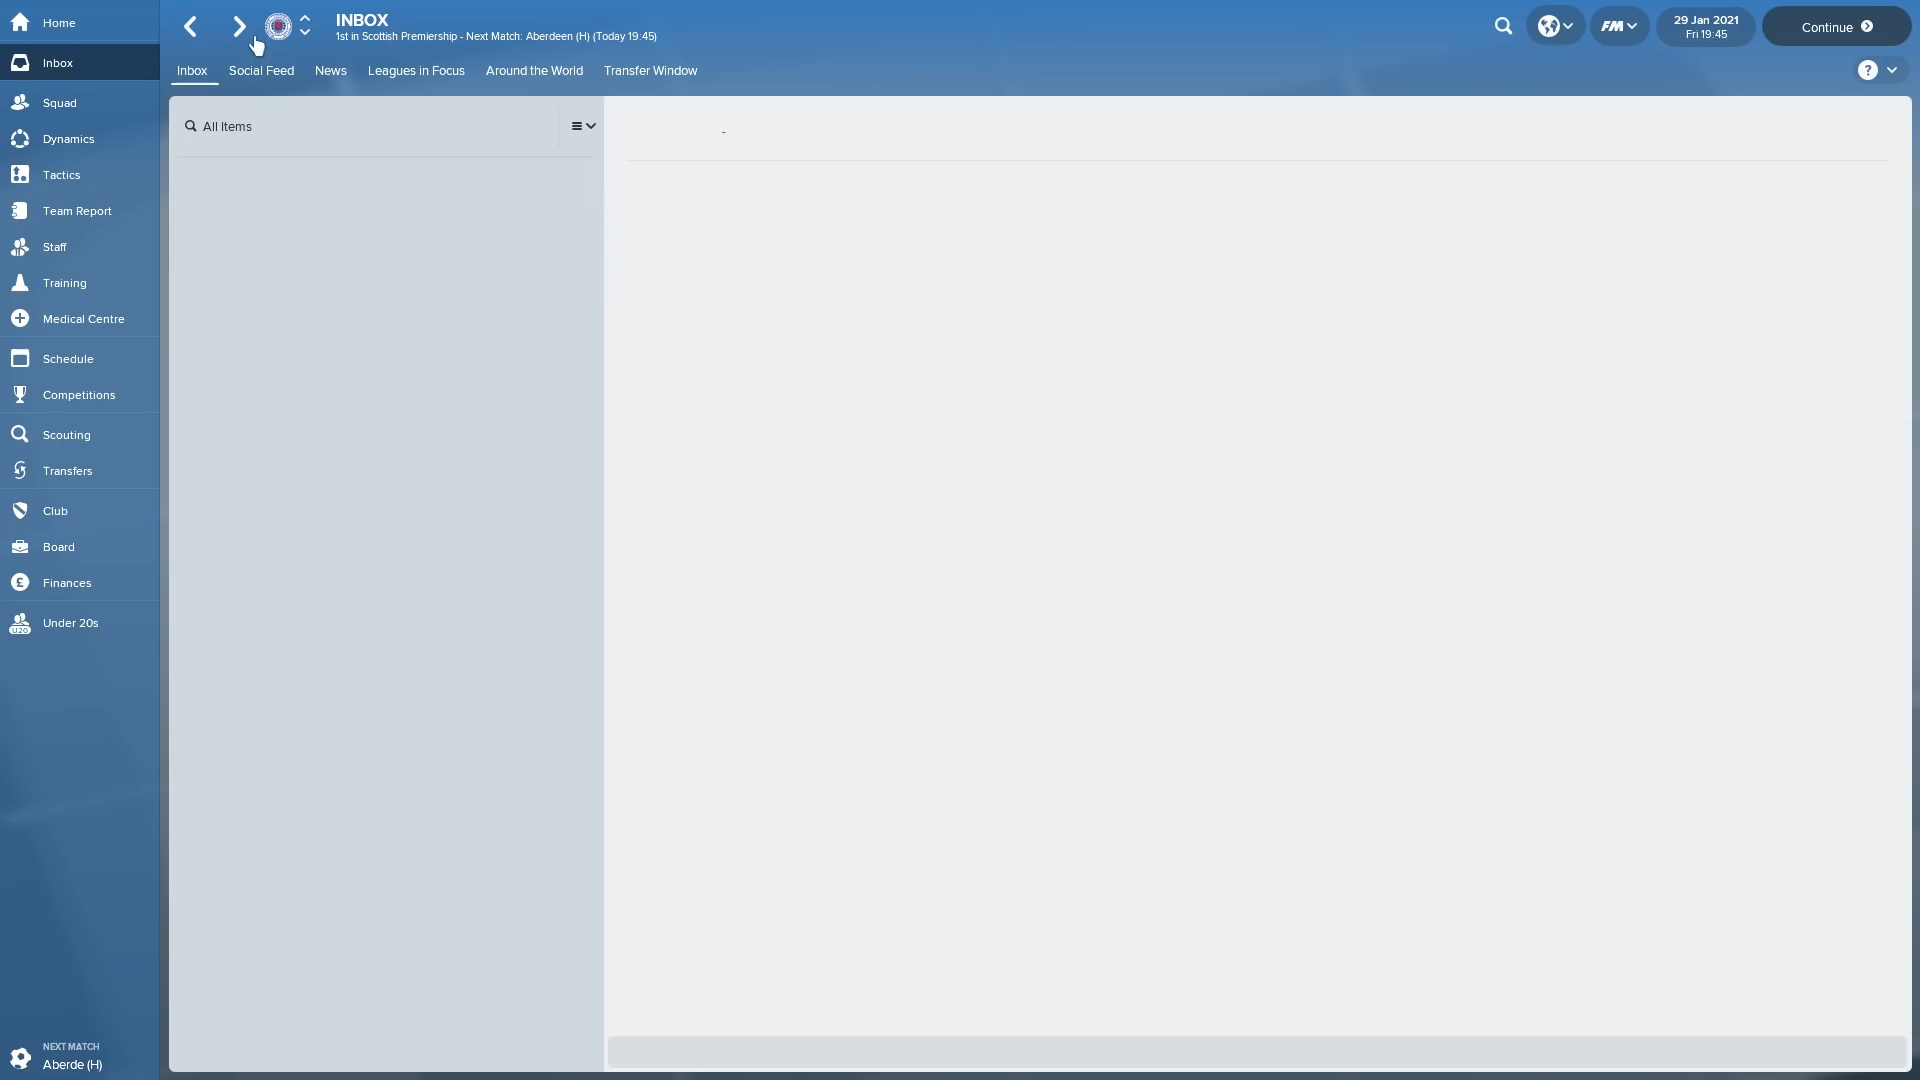 Home
Inbox
Squad
Dynamics
Tactics
Team Report
Staff
Training
Medical Centre
Schedule
Competitions
Scouting
Transfers
Club
Board
£ Finances
U20 Under 20s
NEXT MATCH
Aberde (H)
INBOX
1st in Scottish Premiership - Next Match: Aberdeen (H) (Today 19:45)
FM
29 Jan 2021
Fri 19:45
Continue
Inbox Social Feed News Leagues in Focus Around the World Transfer Window
?
All Items
-